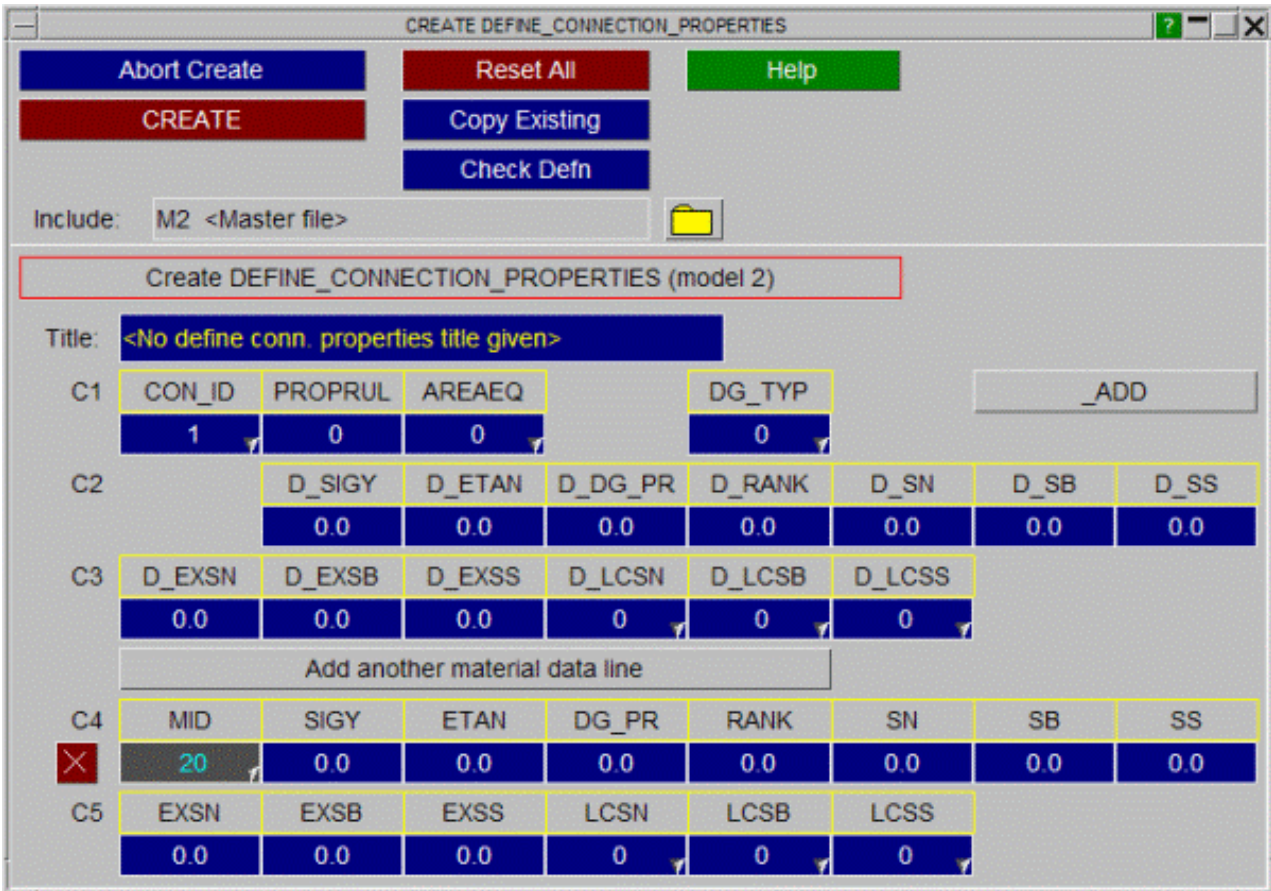 CREATE DEFINE_CONNECTION_PROPERTIES ?
Abort Create Reset All Help
CREATE Copy Existing
Check Defn
Include: M2 <Master file>
Create DEFINE_CONNECTION_PROPERTIES (model 2)
Title: <No define conn. properties title given>
C1 CON_ID PROPRUL AREAEQ DG_TYP _ADD
1 0 0 0
C2 D_SIGY D_ETAN D_DG_PR D_RANK D_SN D_SB D_SS
0.0 0.0 0.0 0.0 0.0 0.0 0.0
C3 D_EXSN D_EXSB D_EXSS D_LCSN D_LCSB D_LCSS
0.0 0.0 0.0 0 0 0
Add another material data line
C4 MID SIGY ETAN DG_PR RANK SN SB SS
20 0.0 0.0 0.0 0.0 0.0 0.0 0.0
C5 EXSN EXSB EXSS LCSN LCSB LCSS
0.0 0.0 0.0 0 0 0